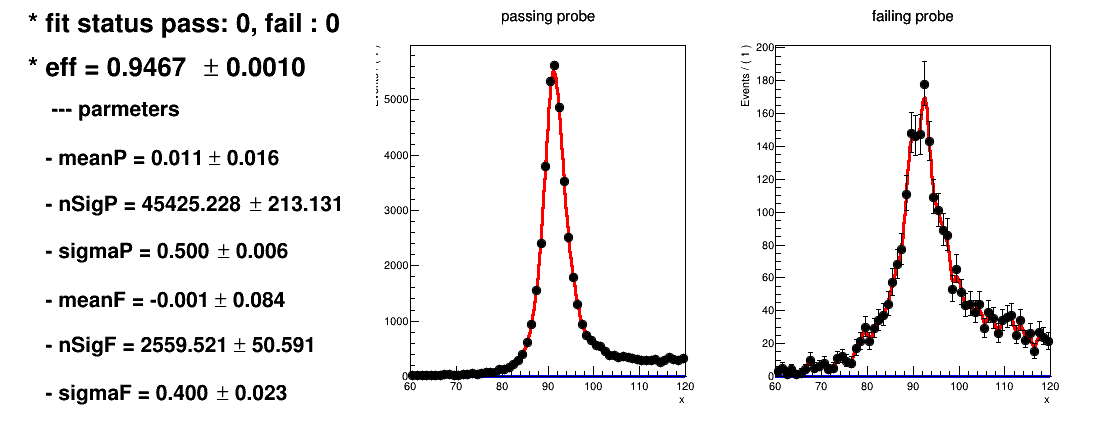 * fit status pass: 0, fail : 0
* eff = 0.9467 ± 0.0010
--- parmeters
- meanP = 0.011 ± 0.016
- nSigP = 45425.228 ± 213.131
- sigmaP = 0.500 ± 0.006
- meanF = -0.001 ± 0.084
- nSigF = 2559.521 ± 50.591
- sigmaF = 0.400 ± 0.023
passing probe
5000
4000
3000
2000
1000
0
60 70 80 90 100 110 120
x
failing probe
Events / ( 1 )
200
180
160
140
120
100
80
60
40
20
0
60 70 80 90 100 110 120
x